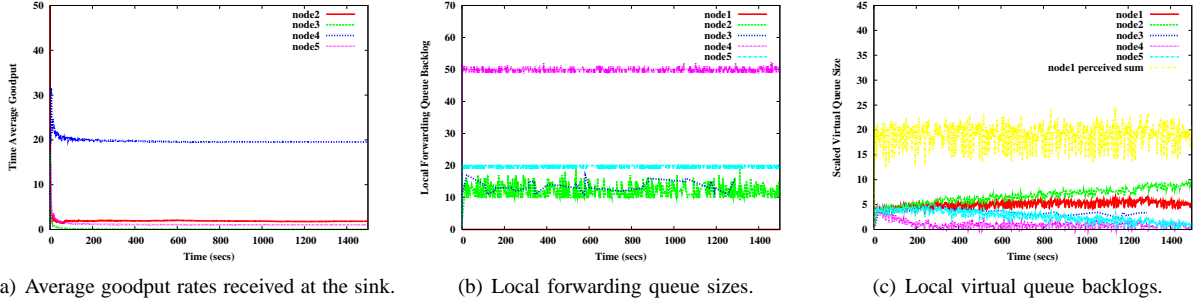 Time Average Goodput
50
40
30
20
10
0
0
200
400
600
800
1000
1200
1400
Time (secs)
node2
node3
node4
node5
Local Forwarding Queue Backlog
70
60
50
40
30
20
10
0
0
200
400
600
800
1000
1200
1400
Time (secs)
node1
node2
node3
node4
node5
Scaled Virtual Queue Size
45
40
35
30
25
20
15
10
5
0
0
200
400
600
800
1000
1200
1400
Time (secs)
node1
node2
node3
node4
node5
node1 perceived sum
a) Average goodput rates received at the sink.
(b) Local forwarding queue sizes.
(c) Local virtual queue backlogs.